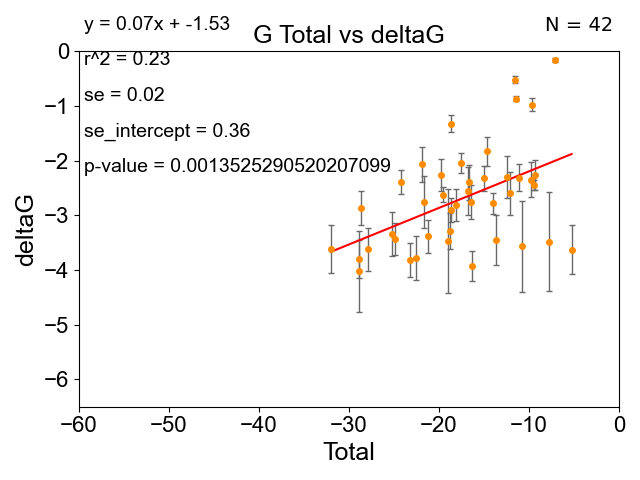 y = 0.07x + -1.53
N = 42
G Total vs deltaG
r^2 = 0.23
se = 0.02
se_intercept = 0.36
p-value = 0.0013525290520207099
0
−1
−2
−3
−4
−5
−6
deltaG
−60 −50 −40 −30 −20 −10 0
Total